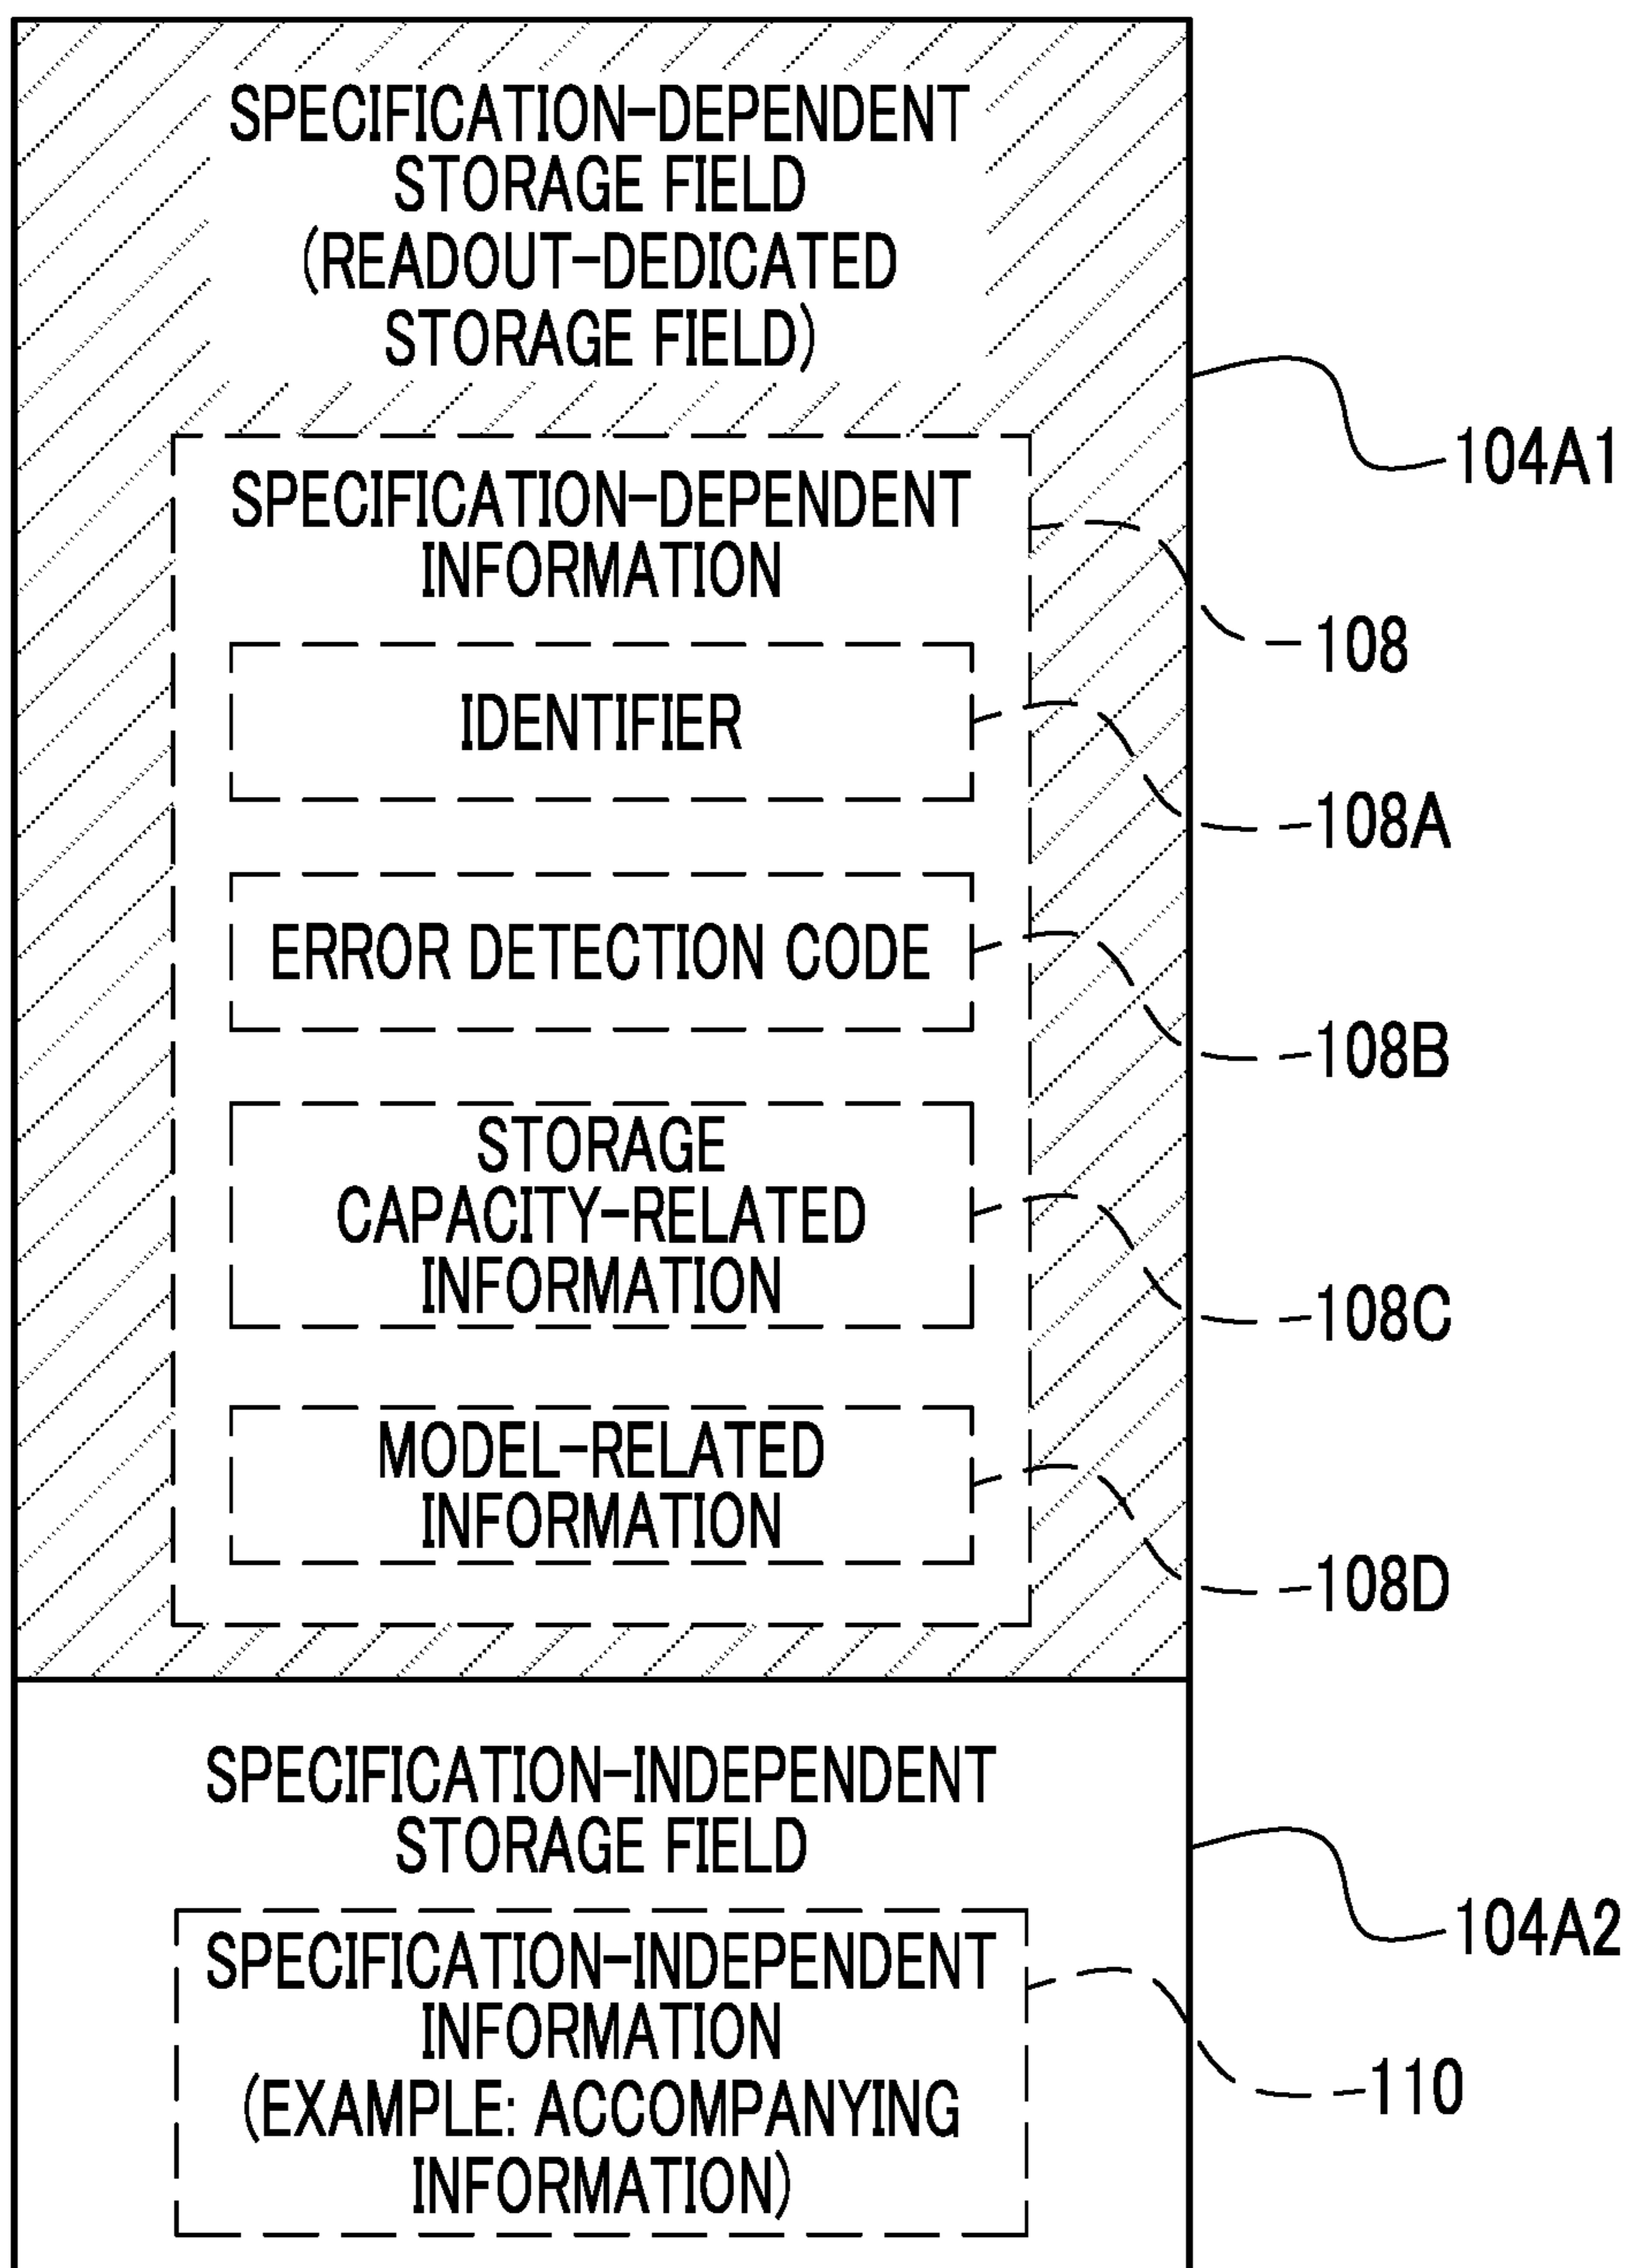 SPECIFICATION-DEPENDENT
STORAGE FIELD
(READOUT-DEDICATED
STORAGE FIELD)
104A1
SPECIFICATION-DEPENDENT
INFORMATION
108
IDENTIFIER
108A
ERROR DETECTION CODE
108B
STORAGE
CAPACITY-RELATED
INFORMATION
108C
MODEL-RELATED
INFORMATION
108D
SPECIFICATION-INDEPENDENT
STORAGE FIELD
104A2
SPECIFICATION-INDEPENDENT
INFORMATION
(EXAMPLE: ACCOMPANYING
INFORMATION)
110